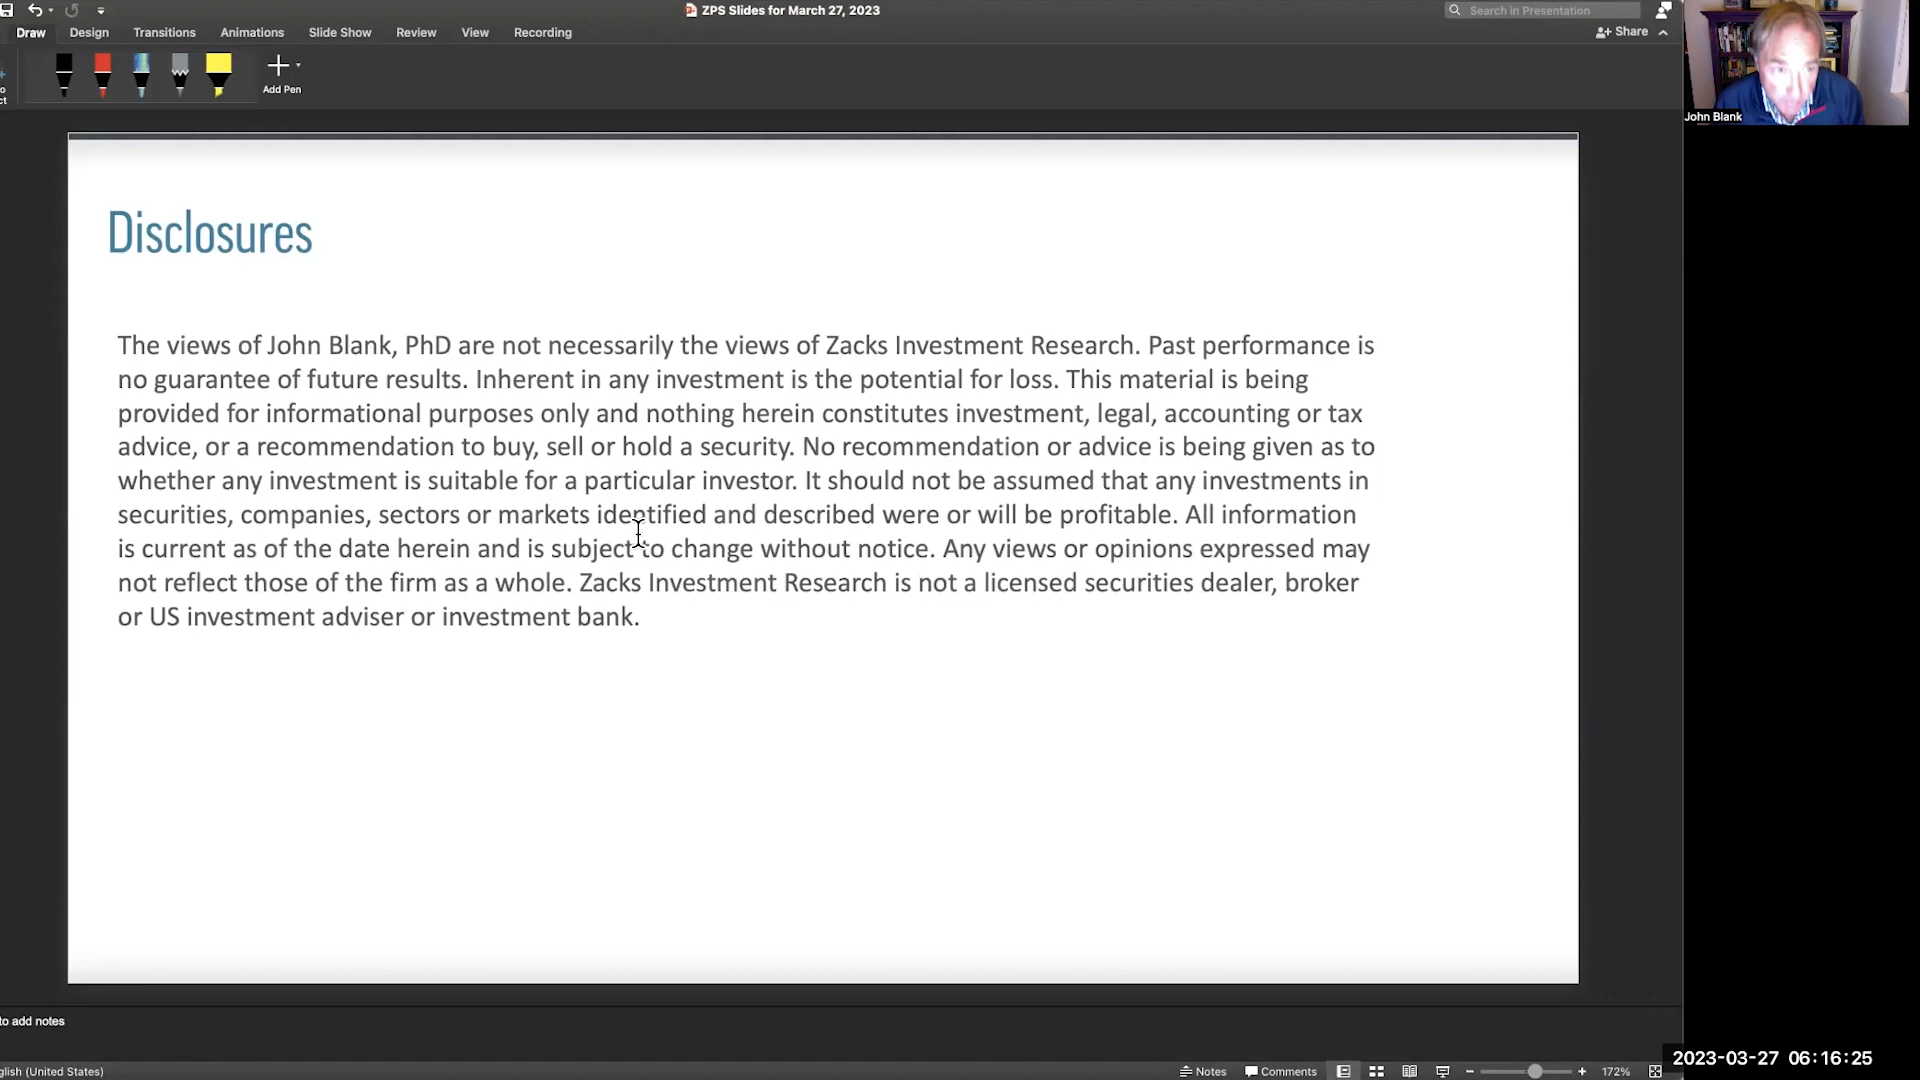 ZPS Slides for March 27, 2023
Search in Presentation
Draw Design Transitions Animations Slide Show Review View Recording
Share
Add Pen
John Blank
Disclosures
The views of John Blank, PhD are not necessarily the views of Zacks Investment Research. Past performance is
no guarantee of future results. Inherent in any investment is the potential for loss. This material is being
provided for informational purposes only and nothing herein constitutes investment, legal, accounting or tax
advice, or a recommendation to buy, sell or hold a security. No recommendation or advice is being given as to
whether any investment is suitable for a particular investor. It should not be assumed that any investments in
securities, companies, sectors or markets identified and described were or will be profitable. All information
is current as of the date herein and is subject to change without notice. Any views or opinions expressed may
not reflect those of the firm as a whole. Zacks Investment Research is not a licensed securities dealer, broker
or US investment adviser or investment bank.
to add notes
2023-03-27 06:16:25
glish (United States)
Notes Comments 172%